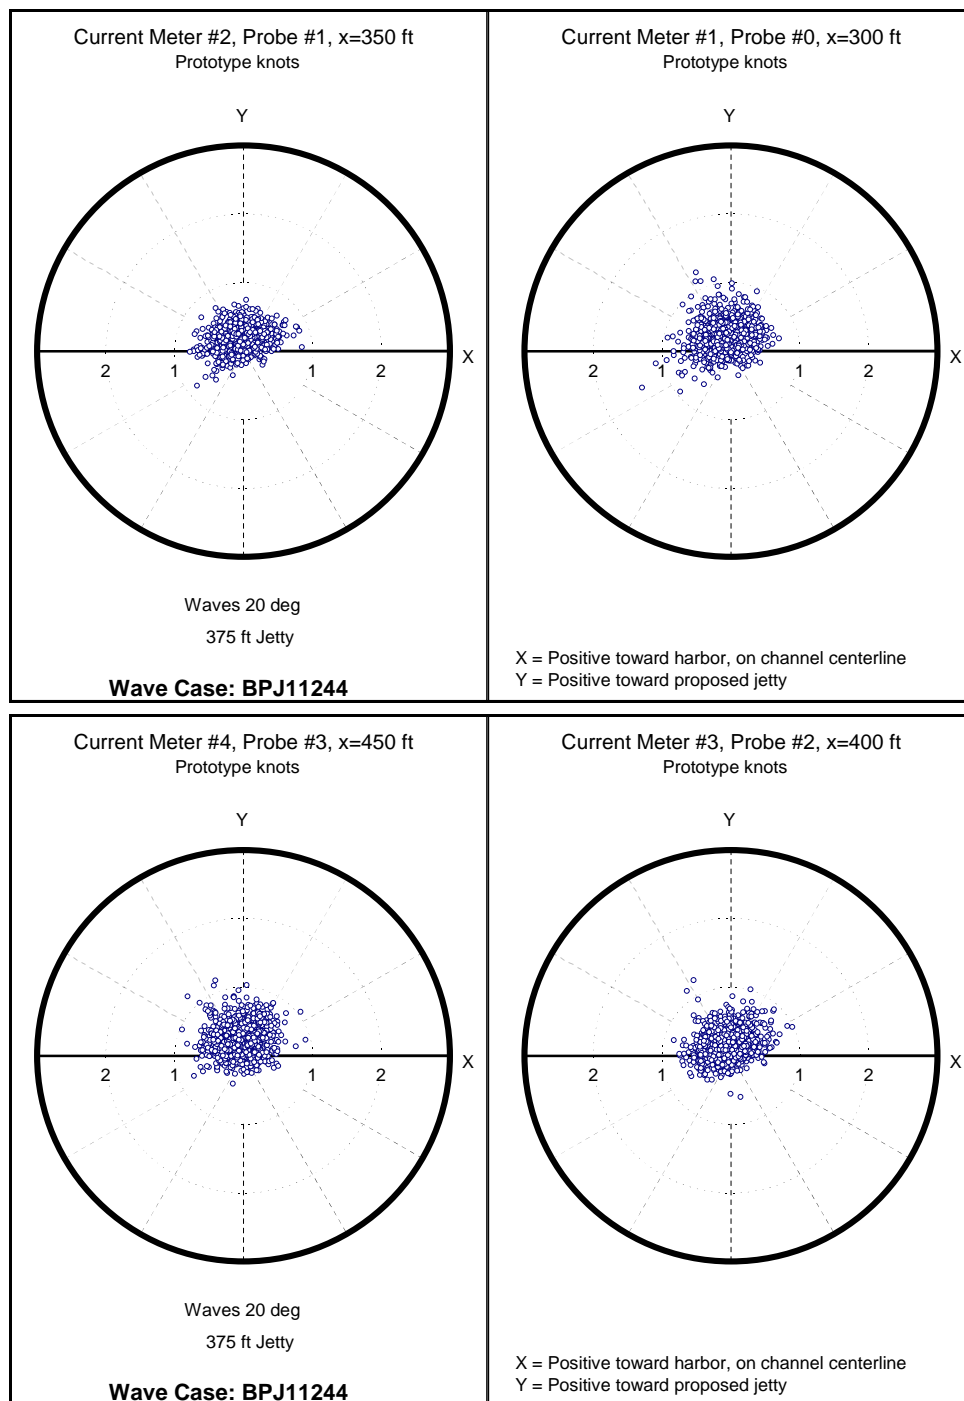 Current Meter #2, Probe #1, x=350 ft
Prototype knots
Y
X
2 1 1 2
Waves 20 deg
375 ft Jetty
Wave Case: BPJ11244
Current Meter #1, Probe #0, x=300 ft
Prototype knots
Y
X
2 1 1 2
X = Positive toward harbor, on channel centerline
Y = Positive toward proposed jetty
Current Meter #4, Probe #3, x=450 ft
Prototype knots
Y
X
2 1 1 2
Waves 20 deg
375 ft Jetty
Wave Case: BPJ11244
Current Meter #3, Probe #2, x=400 ft
Prototype knots
Y
X
2 1 1 2
X = Positive toward harbor, on channel centerline
Y = Positive toward proposed jetty